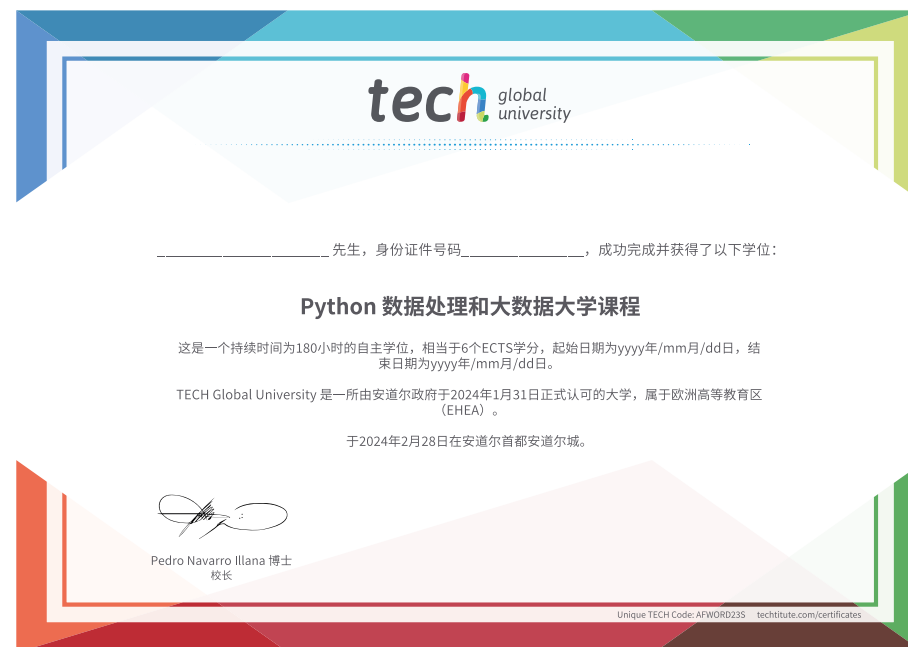 tech global
university
_____________________ 先生，身份证件号码_______________，成功完成并获得了以下学位：
Python 数据处理和大数据大学课程
这是一个持续时间为180小时的自主学位，相当于6个ECTS学分，起始日期为yyyy年/mm月/dd日，结
束日期为yyyy年/mm月/dd日。
TECH Global University 是一所由安道尔政府于2024年1月31日正式认可的大学，属于欧洲高等教育区
（EHEA）。
于2024年2月28日在安道尔首都安道尔城。
Pedro Navarro Illana 博士
校长
Unique TECH Code: AFWORD23S techtitute.com/certificates